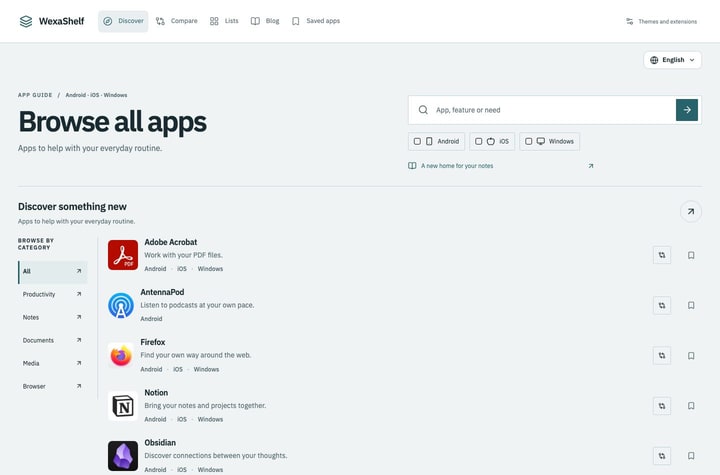 WexaShelf
Discover
Compare
Lists
Blog
Saved apps
Themes and extensions
English
APP GUIDE / Android · iOS · Windows
Browse all apps
Apps to help with your everyday routine.
App, feature or need
Android
iOS
Windows
A new home for your notes
Discover something new
Apps to help with your everyday routine.
BROWSE BY
CATEGORY
All
Productivity
Notes
Documents
Media
Browser
PDF
Adobe Acrobat
Work with your PDF files.
Android · iOS · Windows
AntennaPod
Listen to podcasts at your own pace.
Android
Firefox
Find your own way around the web.
Android · iOS · Windows
Notion
Bring your notes and projects together.
Android · iOS · Windows
Obsidian
Discover connections between your thoughts.
Android · iOS · Windows